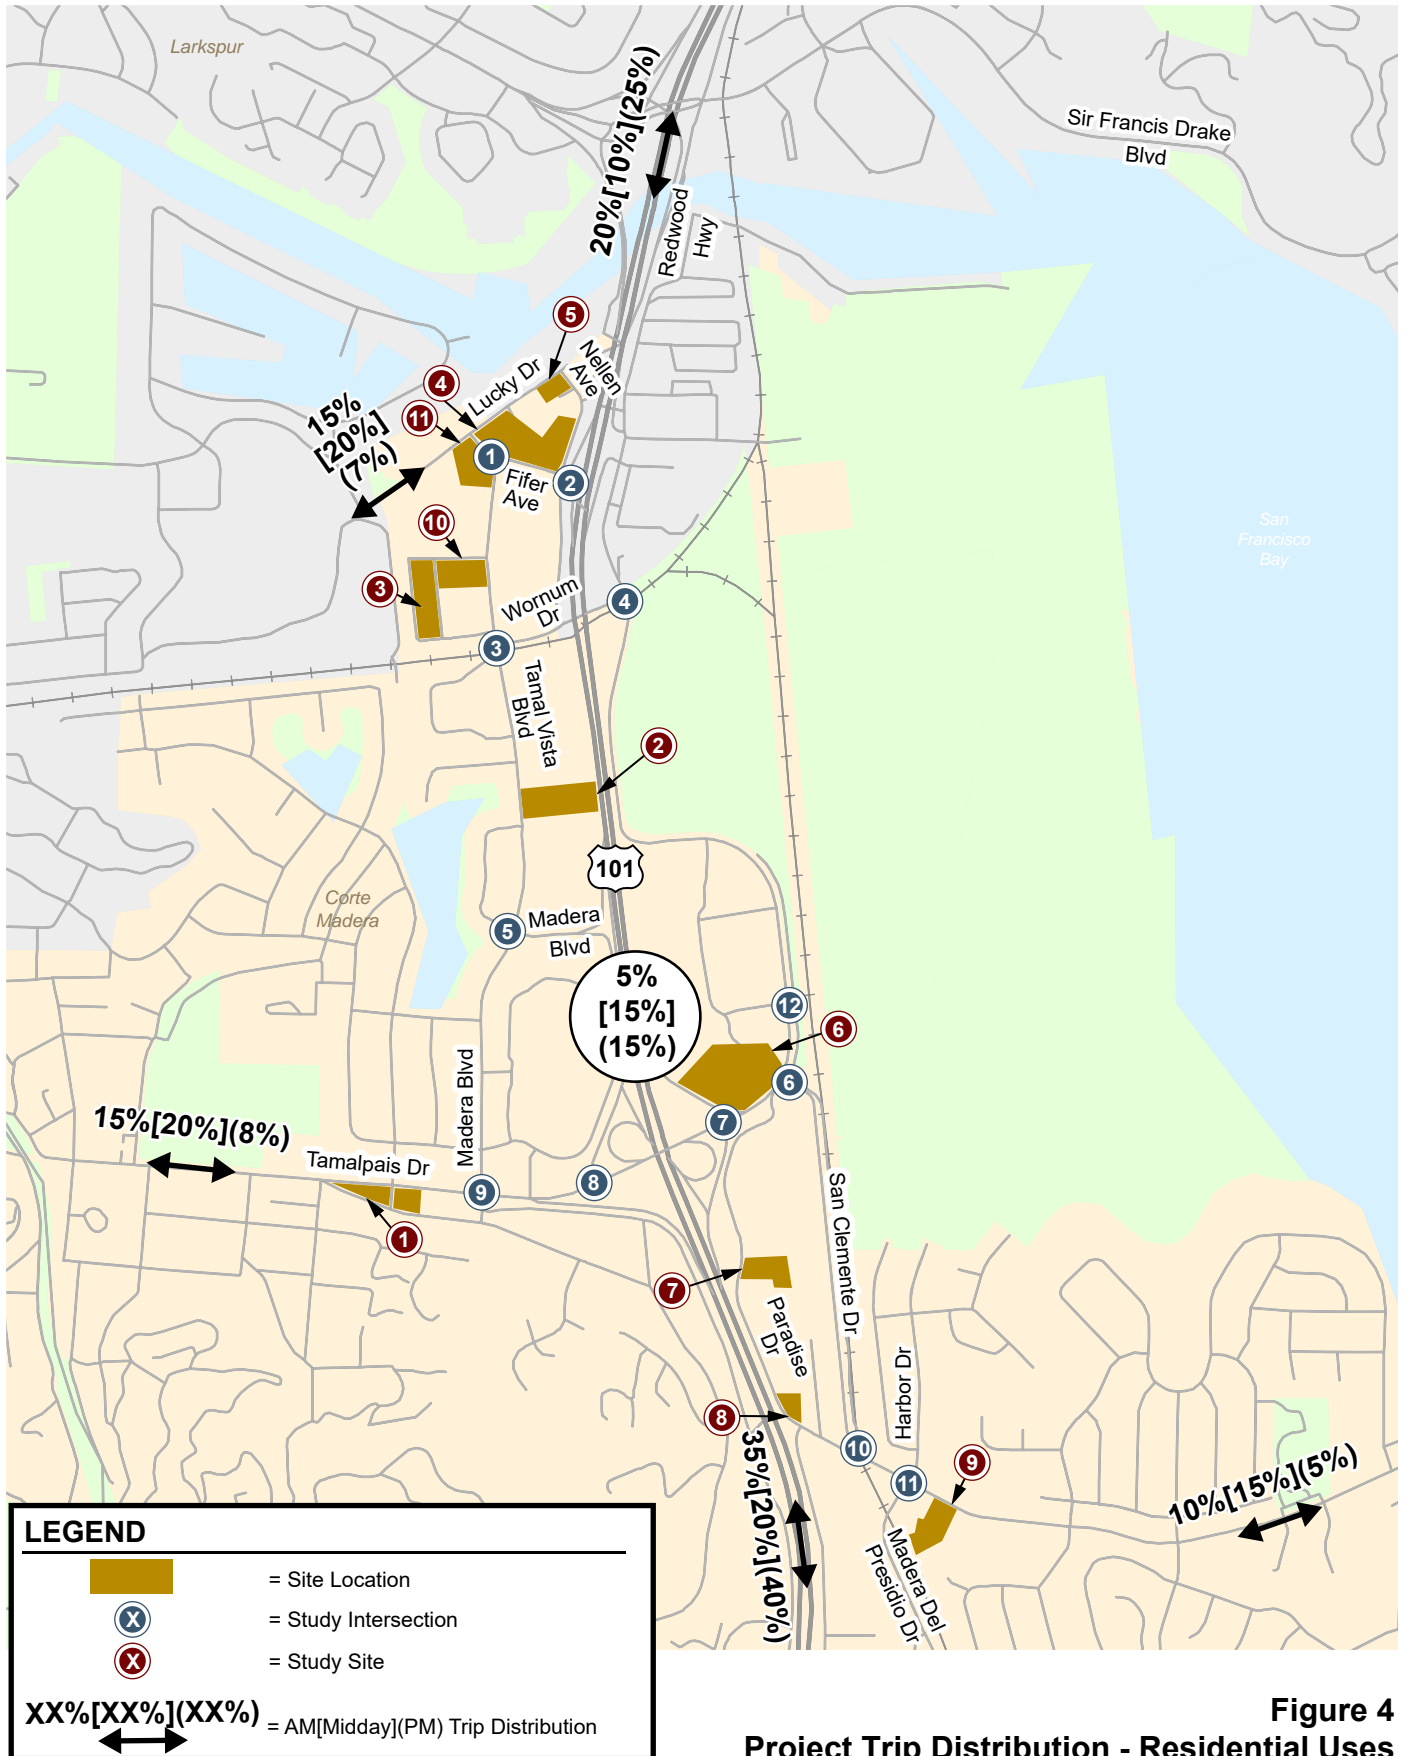 Larkspur
20%[10%](25%)
Sir Francis Drake
Blvd
Redwood
Hwy
5
Nellen
Ave
4
Lucky Dr
11
15%
[20%]
(7%)
1
Fifer
Ave
2
10
San
Francisco
Bay
3
Wornum
Dr
4
3
Tamal Vista
Blvd
2
101
Corte
Madera
5
Madera
Blvd
5%
[15%]
(15%)
12
6
6
Madera Blvd
7
15%[20%](8%)
Tamalpais Dr
9
8
1
San Clemente Dr
7
Paradise
Dr
Harbor Dr
8
10
11
9
35%[20%](40%)
10%[15%](5%)
Madera Del
Presidio Dr
LEGEND
= Site Location
X = Study Intersection
X = Study Site
XX%[XX%](XX%) = AM[Midday](PM) Trip Distribution
Figure 4
Project Trip Distribution - Residential Uses